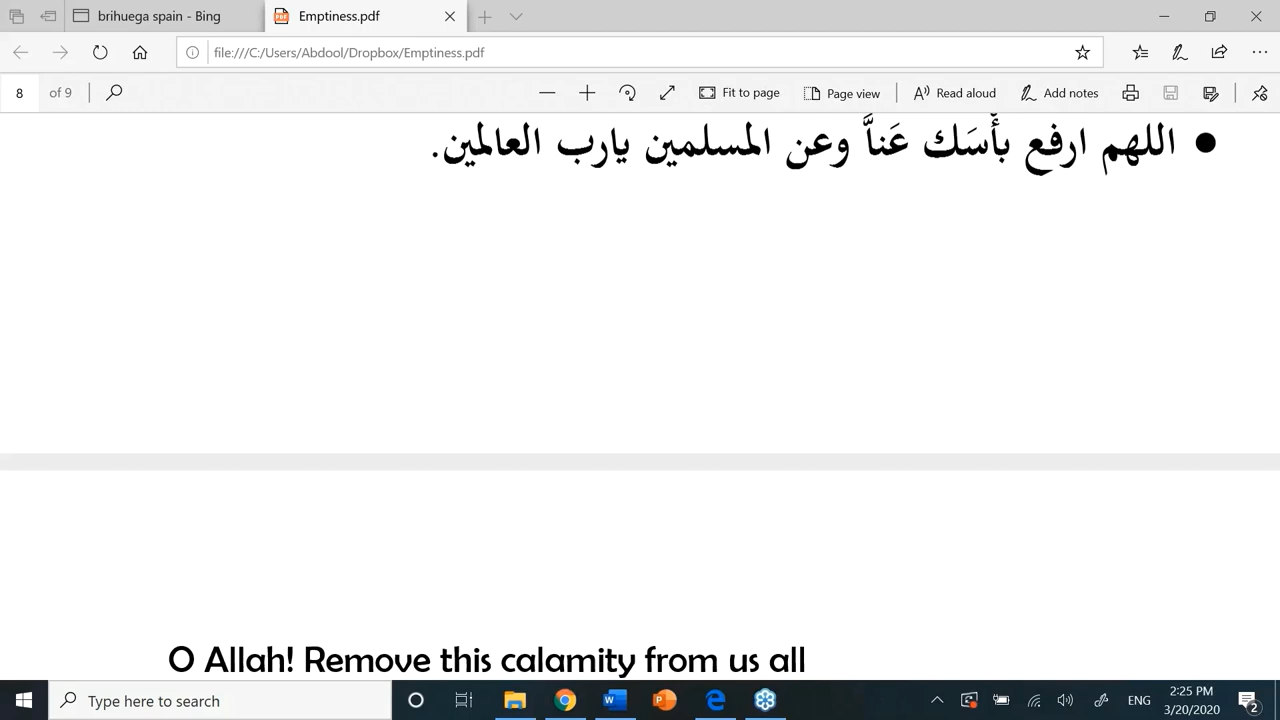 brihuega spain - Bing
Emptiness.pdf
file:///C:/Users/Abdool/Dropbox/Emptiness.pdf
8 of 9
Fit to page
Page view
Read aloud
Add notes
● اللهم ارفع بأْسَك عَناَّ وعن المسلمين يارب العالمين.
O Allah! Remove this calamity from us all
Type here to search
ENG
2:25 PM
3/20/2020
2